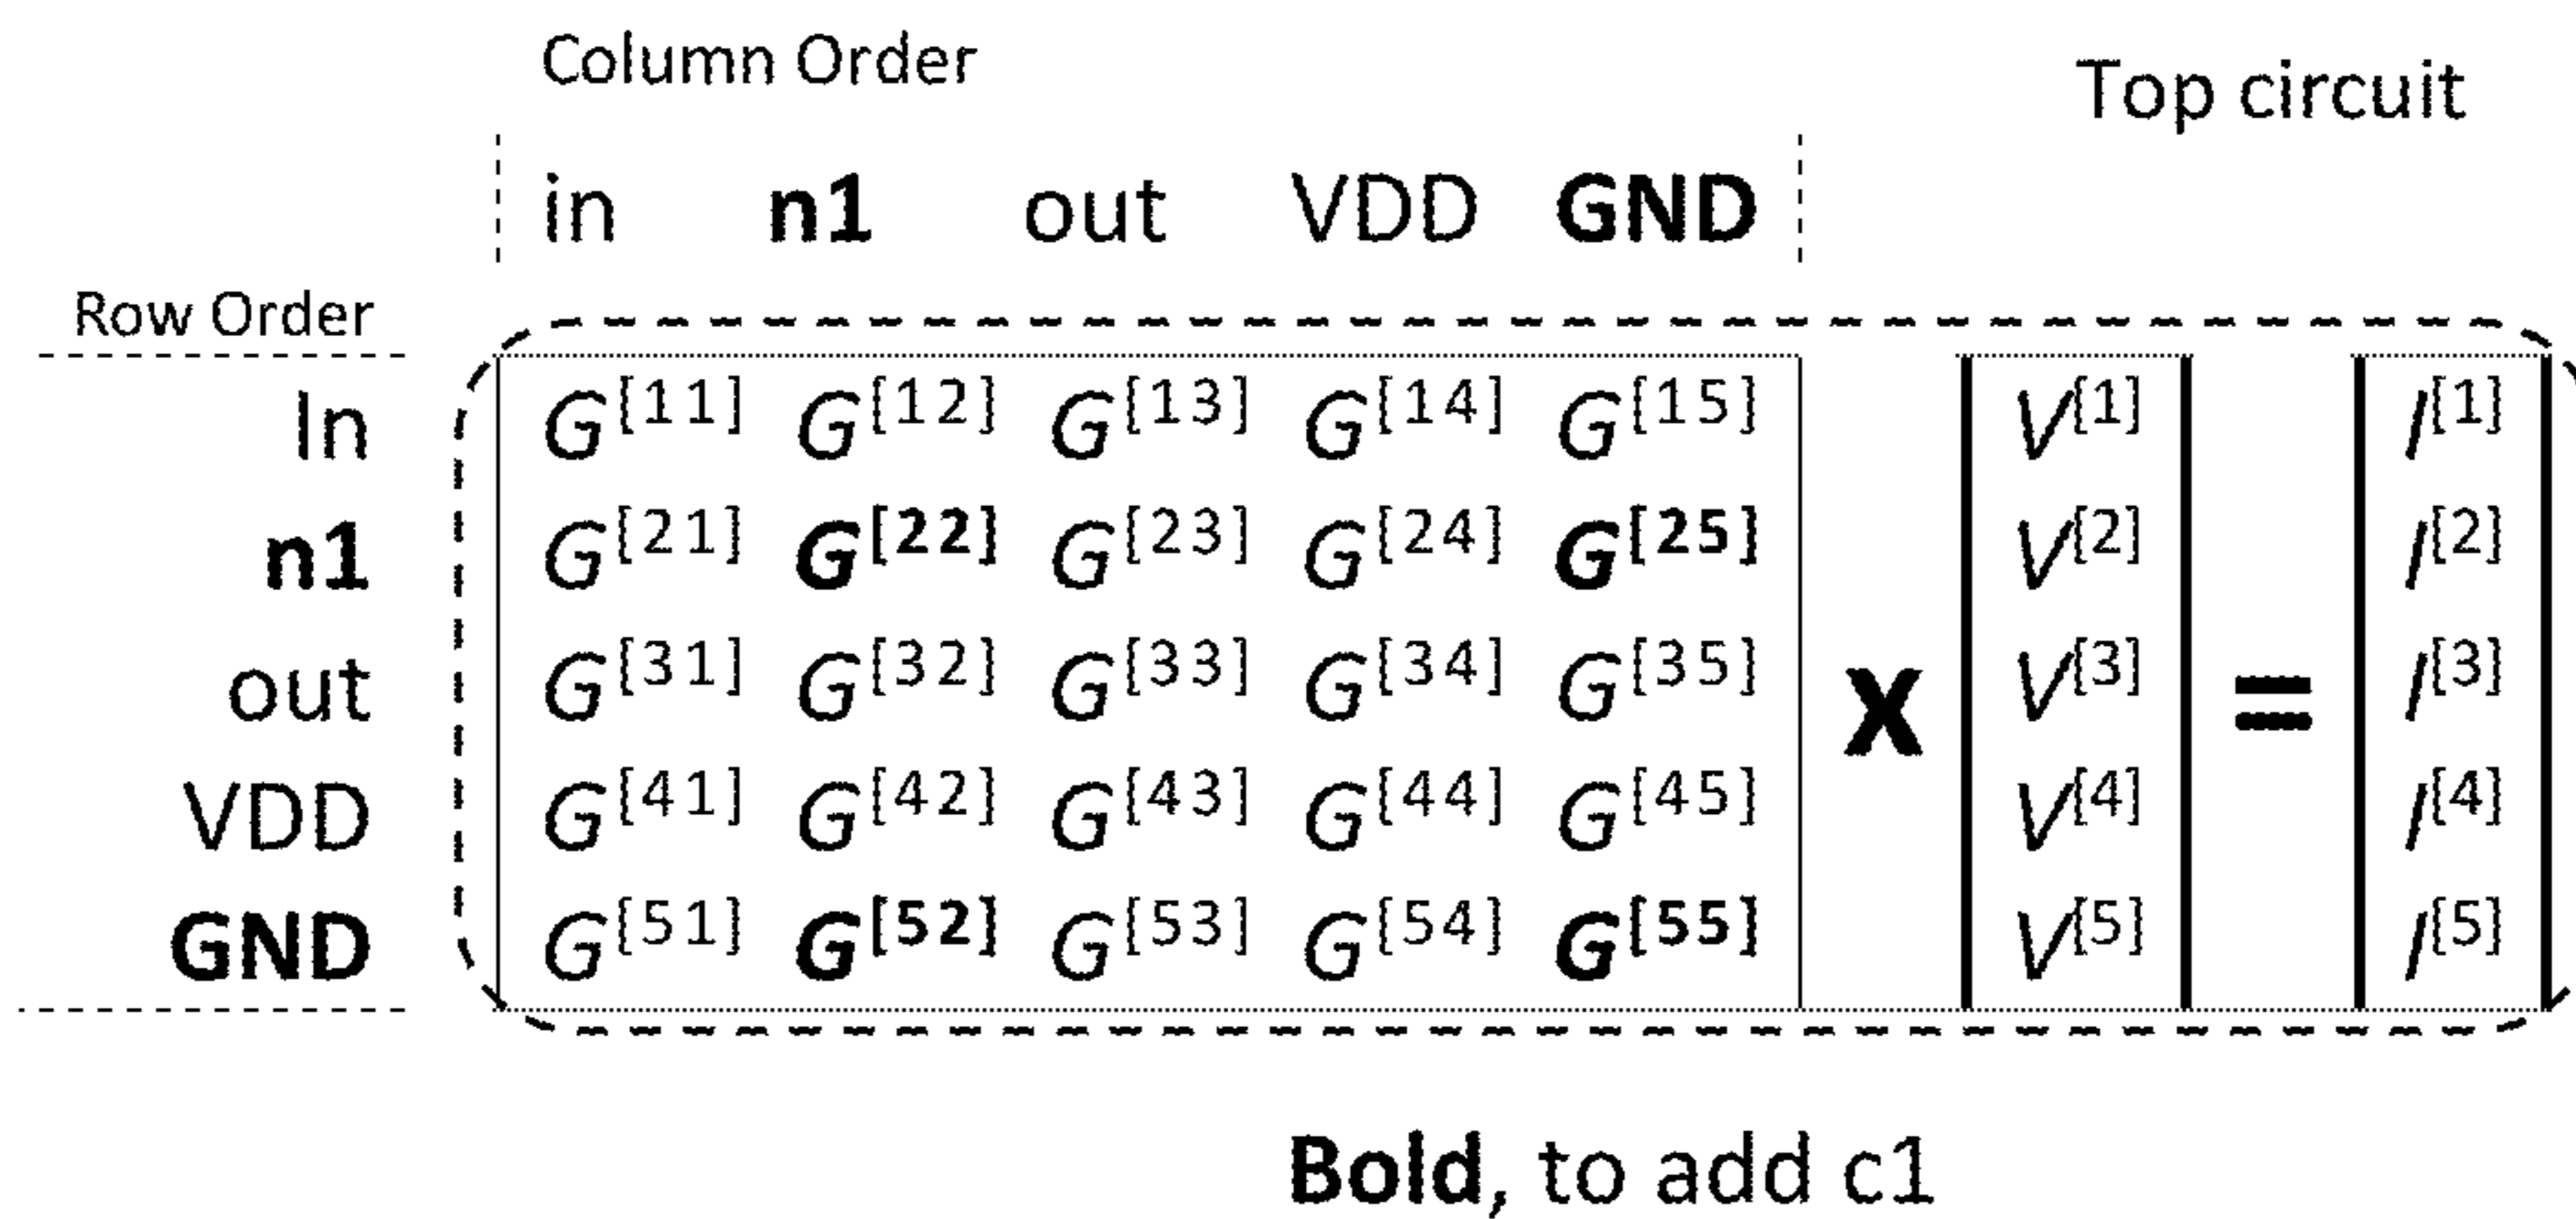 Column Order
Top circuit
in n1 out VDD GND
Row Order
In G[11] G[12] G[13] G[14] G[15] V[1] I[1]
n1 G[21] G[22] G[23] G[24] G[25] V[2] I[2]
out G[31] G[32] G[33] G[34] G[35] x V[3] = I[3]
VDD G[41] G[42] G[43] G[44] G[45] V[4] I[4]
GND G[51] G[52] G[53] G[54] G[55] V[5] I[5]
Bold, to add c1